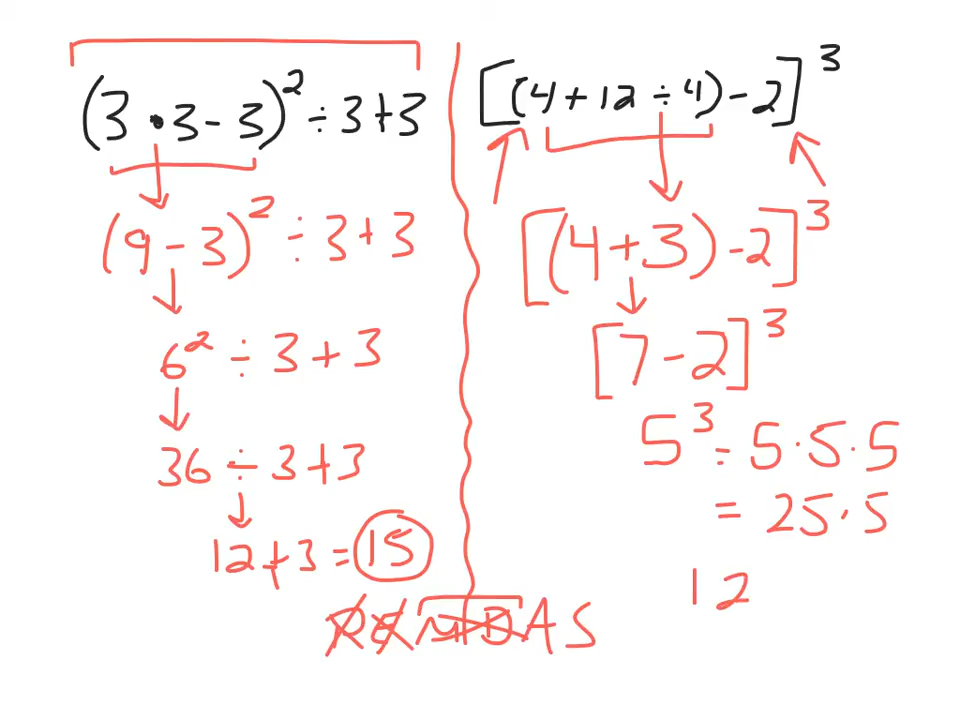 (3 • 3 - 3)² ÷ 3 + 3
(9 - 3)² ÷ 3 + 3
6² ÷ 3 + 3
36 ÷ 3 + 3
12 + 3 = 15
[(4 + 12 ÷ 4) - 2]³
[(4 + 3) - 2]³
[7 - 2]³
5³ = 5 · 5 · 5
= 25 · 5
12
PEMDAS